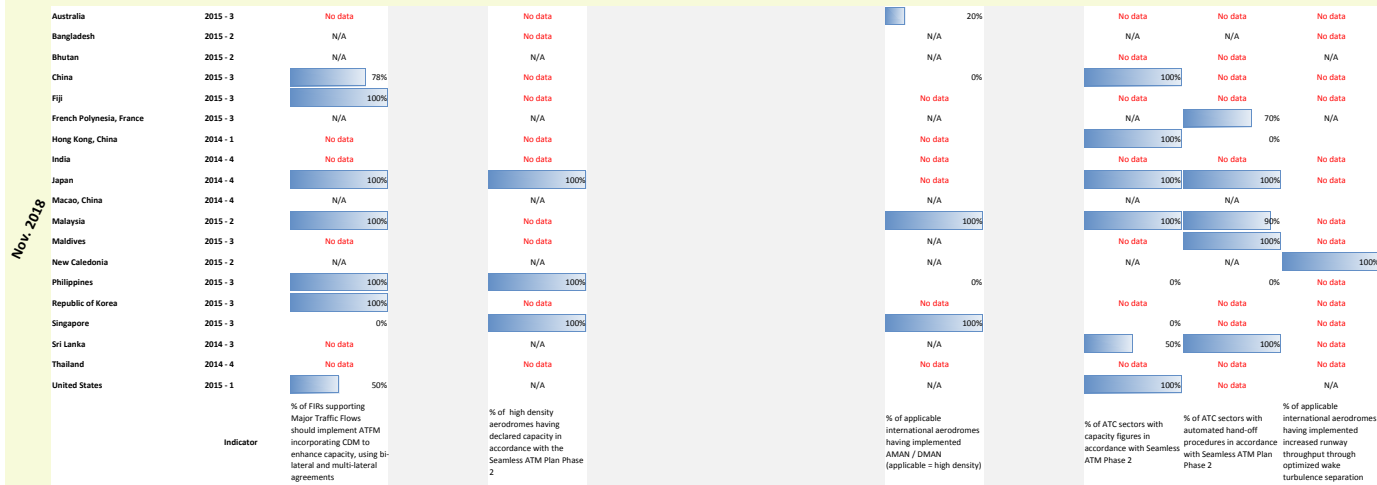 Nov. 2018
Australia 2015 - 3 No data No data 20% No data No data No data
Bangladesh 2015 - 2 N/A No data N/A N/A N/A No data
Bhutan 2015 - 2 N/A N/A N/A No data No data N/A
China 2015 - 3 78% No data 0% 100% No data No data
Fiji 2015 - 3 100% No data No data No data No data No data
French Polynesia, France 2015 - 3 N/A N/A N/A N/A 70% N/A
Hong Kong, China 2014 - 1 No data No data No data 100% 0%
India 2014 - 4 No data No data No data No data No data No data
Japan 2014 - 4 100% 100% No data 100% 100% No data
Macao, China 2014 - 4 N/A N/A N/A N/A N/A
Malaysia 2015 - 2 100% No data 100% 100% 90% No data
Maldives 2015 - 3 No data No data N/A No data 100% No data
New Caledonia 2015 - 2 N/A N/A N/A N/A N/A 100%
Philippines 2015 - 3 100% 100% 0% 0% 0% No data
Republic of Korea 2015 - 3 100% No data No data No data No data No data
Singapore 2015 - 3 0% 100% 100% 0% No data No data
Sri Lanka 2014 - 3 No data N/A N/A 50% 100% No data
Thailand 2014 - 4 No data No data No data No data No data No data
United States 2015 - 1 50% N/A N/A 100% No data N/A
Indicator
% of FIRs supporting
Major Traffic Flows
should implement ATFM
incorporating CDM to
enhance capacity, using bi-
lateral and multi-lateral
agreements
% of high density
aerodromes having
declared capacity in
accordance with the
Seamless ATM Plan Phase
2
% of applicable
international aerodromes
having implemented
AMAN / DMAN
(applicable = high density)
% of ATC sectors with
capacity figures in
accordance with Seamless
ATM Phase 2
% of ATC sectors with
automated hand-off
procedures in accordance
with Seamless ATM Plan
Phase 2
% of applicable
international aerodromes
having implemented
increased runway
throughput through
optimized wake
turbulence separation